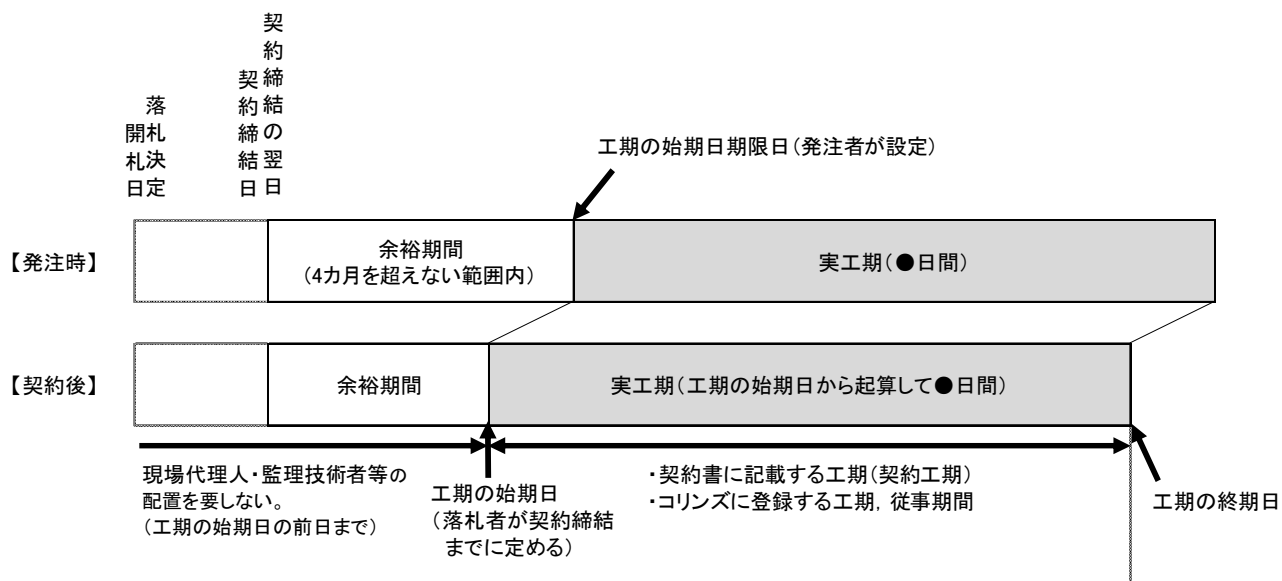 開札日
落札決定
契約締結日
契約締結の翌日
工期の始期日期限日(発注者が設定)
【発注時】
余裕期間
(4カ月を超えない範囲内)
実工期(●日間)
【契約後】
余裕期間
実工期(工期の始期日から起算して●日間)
現場代理人・監理技術者等の
配置を要しない。
(工期の始期日の前日まで)
工期の始期日
(落札者が契約締結
までに定める)
・契約書に記載する工期(契約工期)
・コリンズに登録する工期, 従事期間
工期の終期日